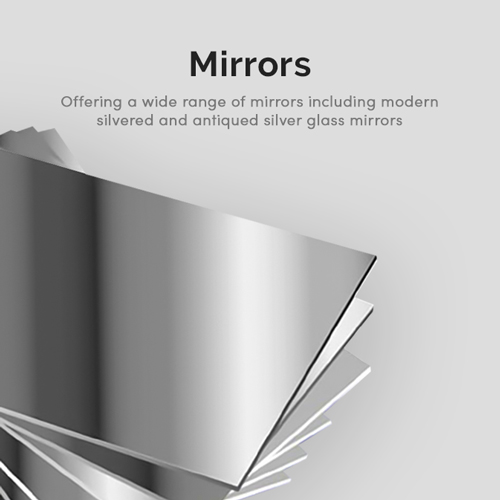 Mirrors
Offering a wide range of mirrors including modern
silvered and antiqued silver glass mirrors